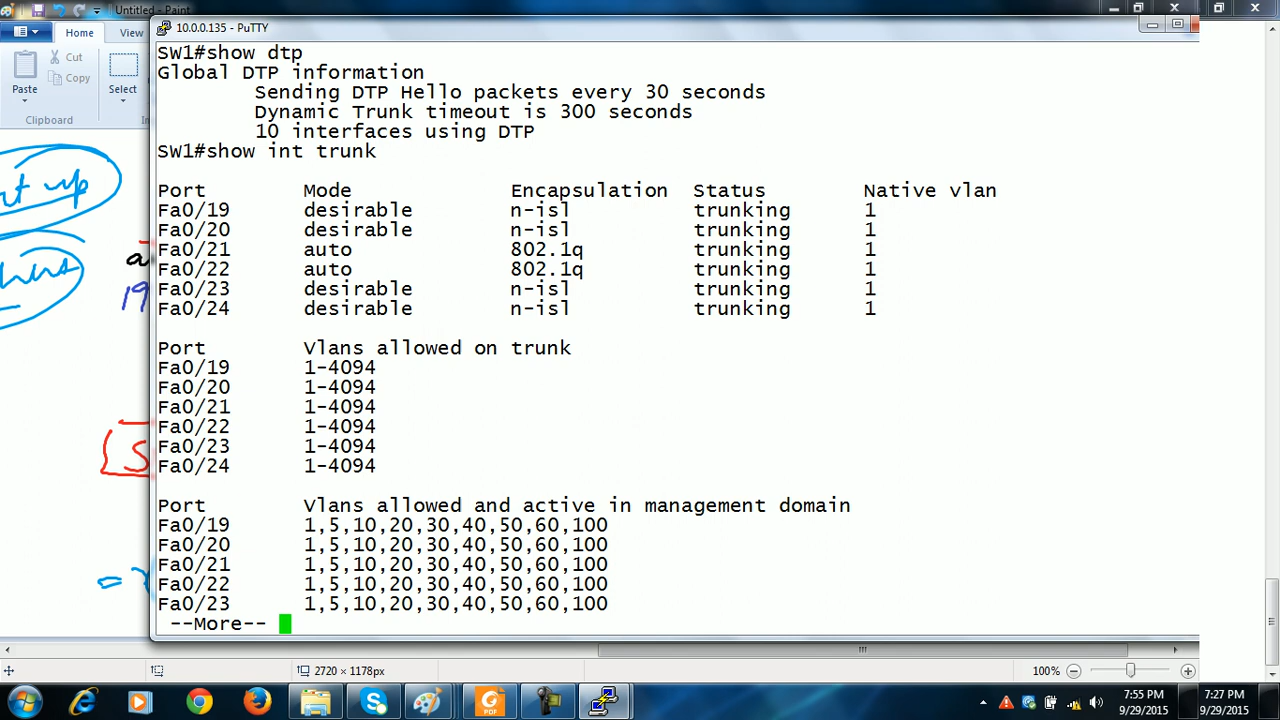 Untitled - Paint
Home View
Cut
Copy
Paste
Select
Clipboard
10.0.0.135 - PuTTY
SW1#show dtp
Global DTP information
Sending DTP Hello packets every 30 seconds
Dynamic Trunk timeout is 300 seconds
10 interfaces using DTP
SW1#show int trunk
Port Mode Encapsulation Status Native vlan
Fa0/19 desirable n-isl trunking 1
Fa0/20 desirable n-isl trunking 1
Fa0/21 auto 802.1q trunking 1
Fa0/22 auto 802.1q trunking 1
Fa0/23 desirable n-isl trunking 1
Fa0/24 desirable n-isl trunking 1
Port Vlans allowed on trunk
Fa0/19 1-4094
Fa0/20 1-4094
Fa0/21 1-4094
Fa0/22 1-4094
Fa0/23 1-4094
Fa0/24 1-4094
Port Vlans allowed and active in management domain
Fa0/19 1,5,10,20,30,40,50,60,100
Fa0/20 1,5,10,20,30,40,50,60,100
Fa0/21 1,5,10,20,30,40,50,60,100
Fa0/22 1,5,10,20,30,40,50,60,100
Fa0/23 1,5,10,20,30,40,50,60,100
--More--
up
2720 × 1178px
100%
PDF
7:55 PM
9/29/2015
7:27 PM
9/29/2015